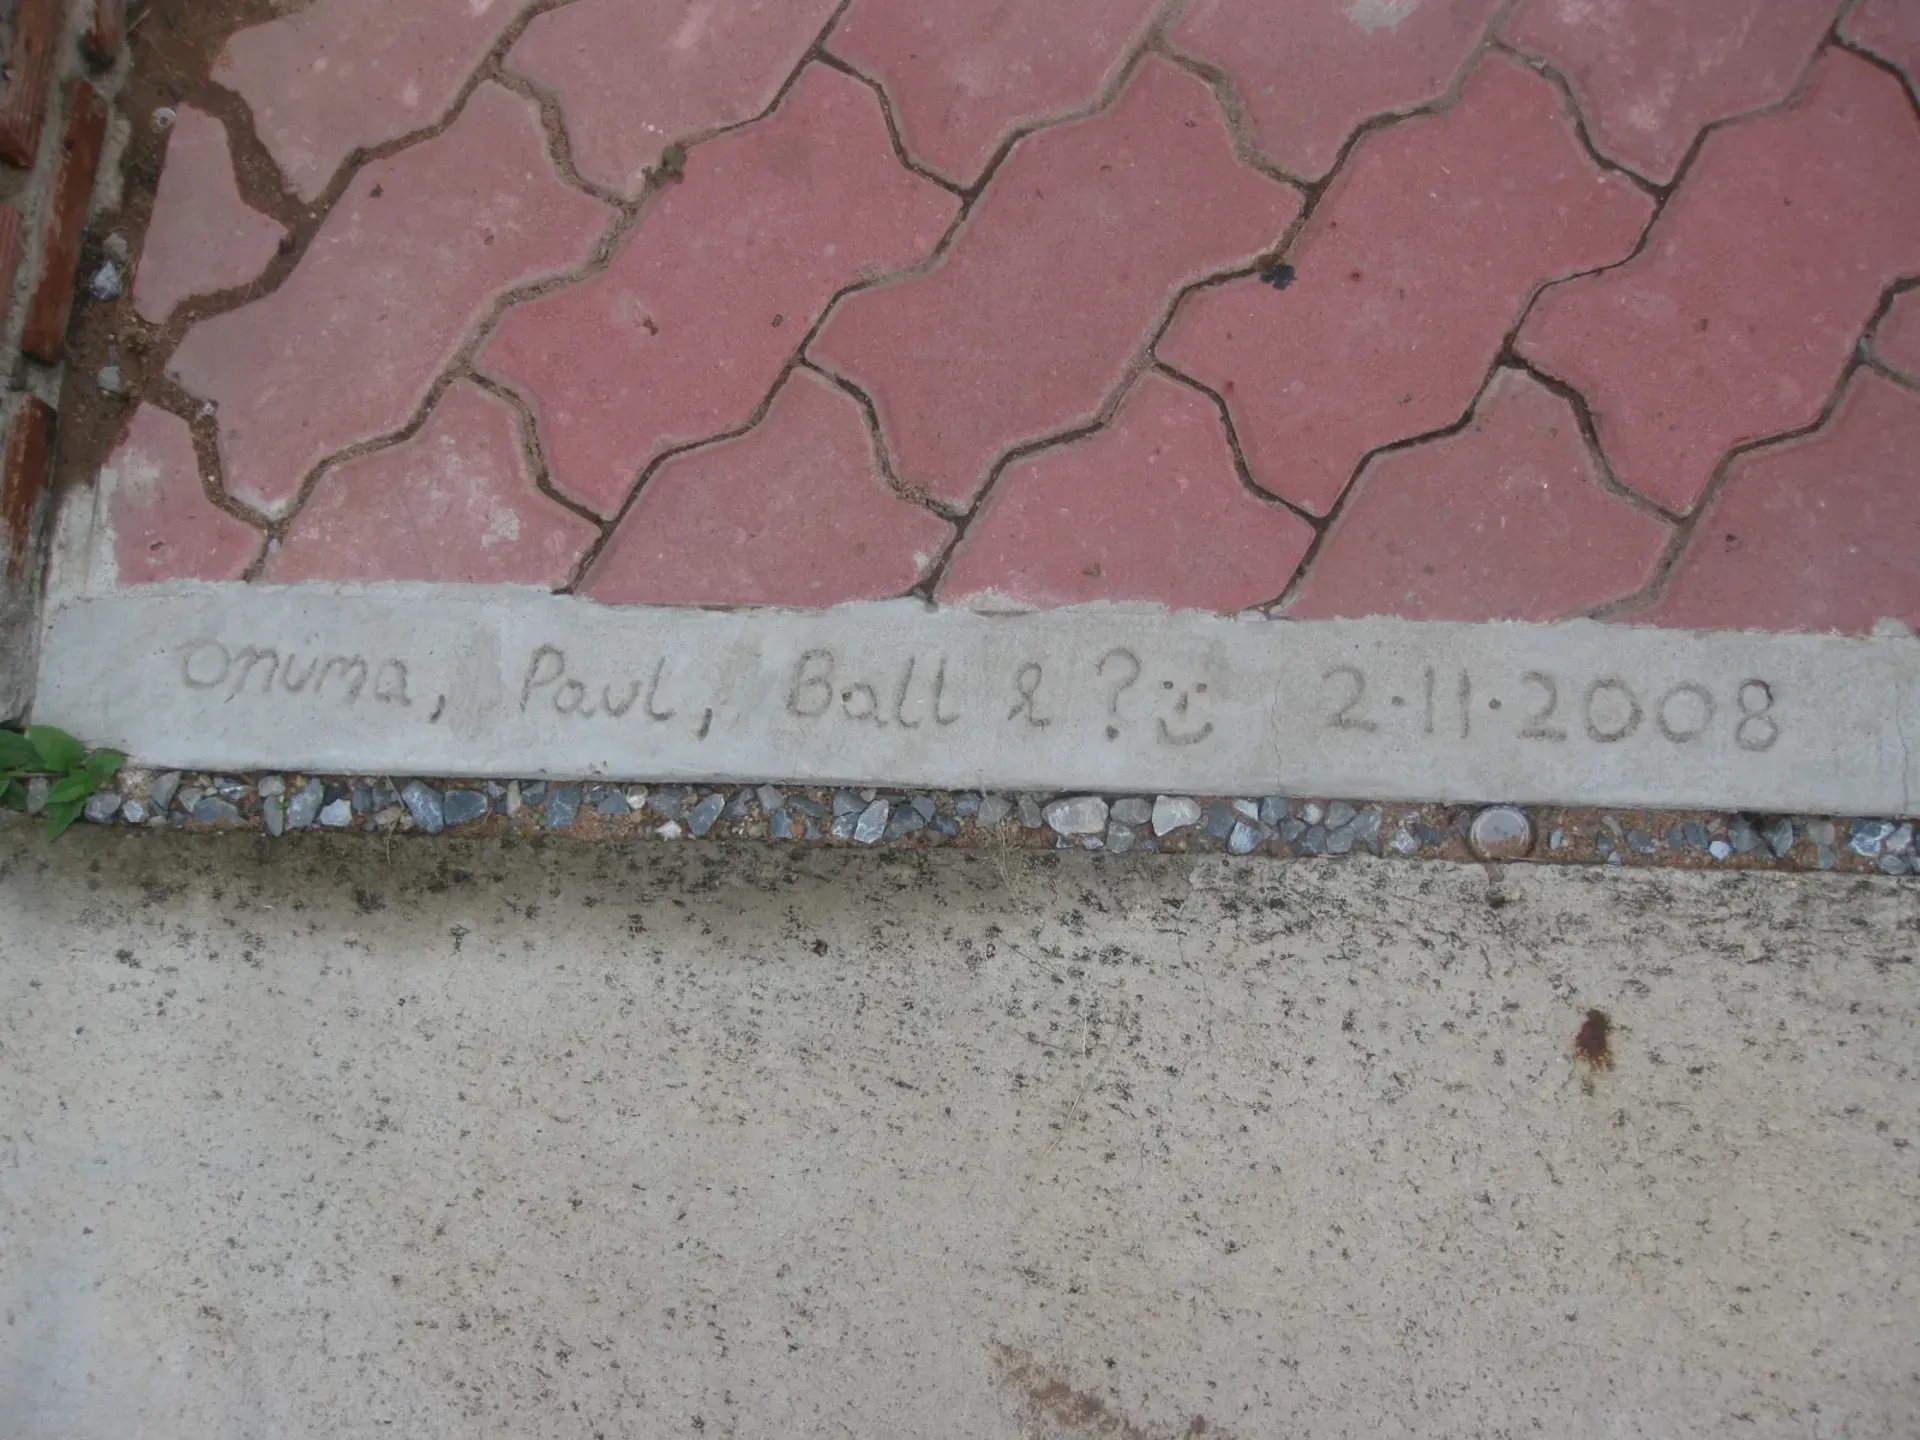 Onuma, Paul, Ball & ? 2·11·2008